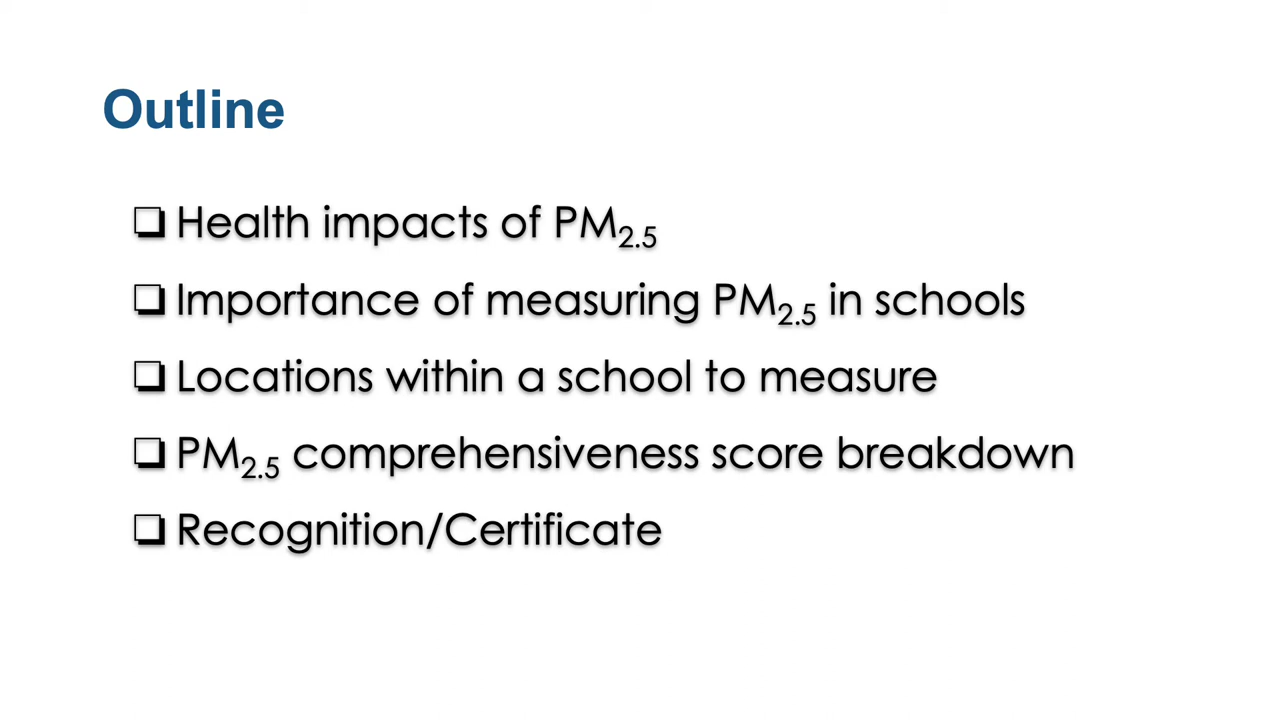 Outline
❑ Health impacts of PM₂.₅
❑ Importance of measuring PM₂.₅ in schools
❑ Locations within a school to measure
❑ PM₂.₅ comprehensiveness score breakdown
❑ Recognition/Certificate